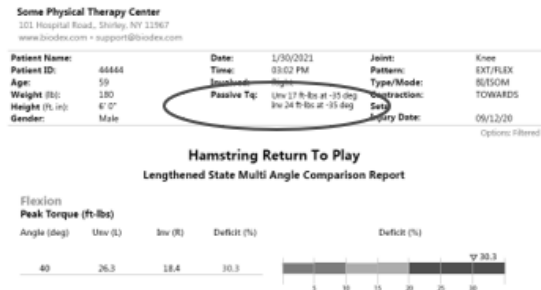 Some Physical Therapy Center
101 Hospital Road, Shirley, NY 11967
www.biodex.com • support@biodex.com
Patient Name: Date: 1/30/2021 Joint: Knee
Patient ID: 44444 Time: 03:02 PM Pattern: EXT/FLEX
Age: 59 Involved: Right Type/Mode: BI/ISOM
Weight (lb): 180 Passive Tq: Unv 17 ft-lbs at -35 deg Contraction: TOWARDS
Height (ft. in): 6' 0" Inv 24 ft-lbs at -35 deg Sets:
Gender: Male Injury Date: 09/12/20
Options: Filtered
Hamstring Return To Play
Lengthened State Multi Angle Comparison Report
Flexion
Peak Torque (ft-lbs)
Angle (deg) Unv (L) Inv (R) Deficit (%) Deficit (%)
30.3
40 26.3 18.4 30.3
5 10 15 20 25 30